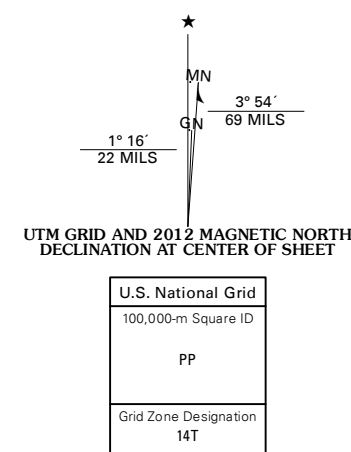 ★
MN
3° 54´
69 MILS
GN
1° 16´
22 MILS
UTM GRID AND 2012 MAGNETIC NORTH
DECLINATION AT CENTER OF SHEET
U.S. National Grid
100,000-m Square ID
PP
Grid Zone Designation
14T